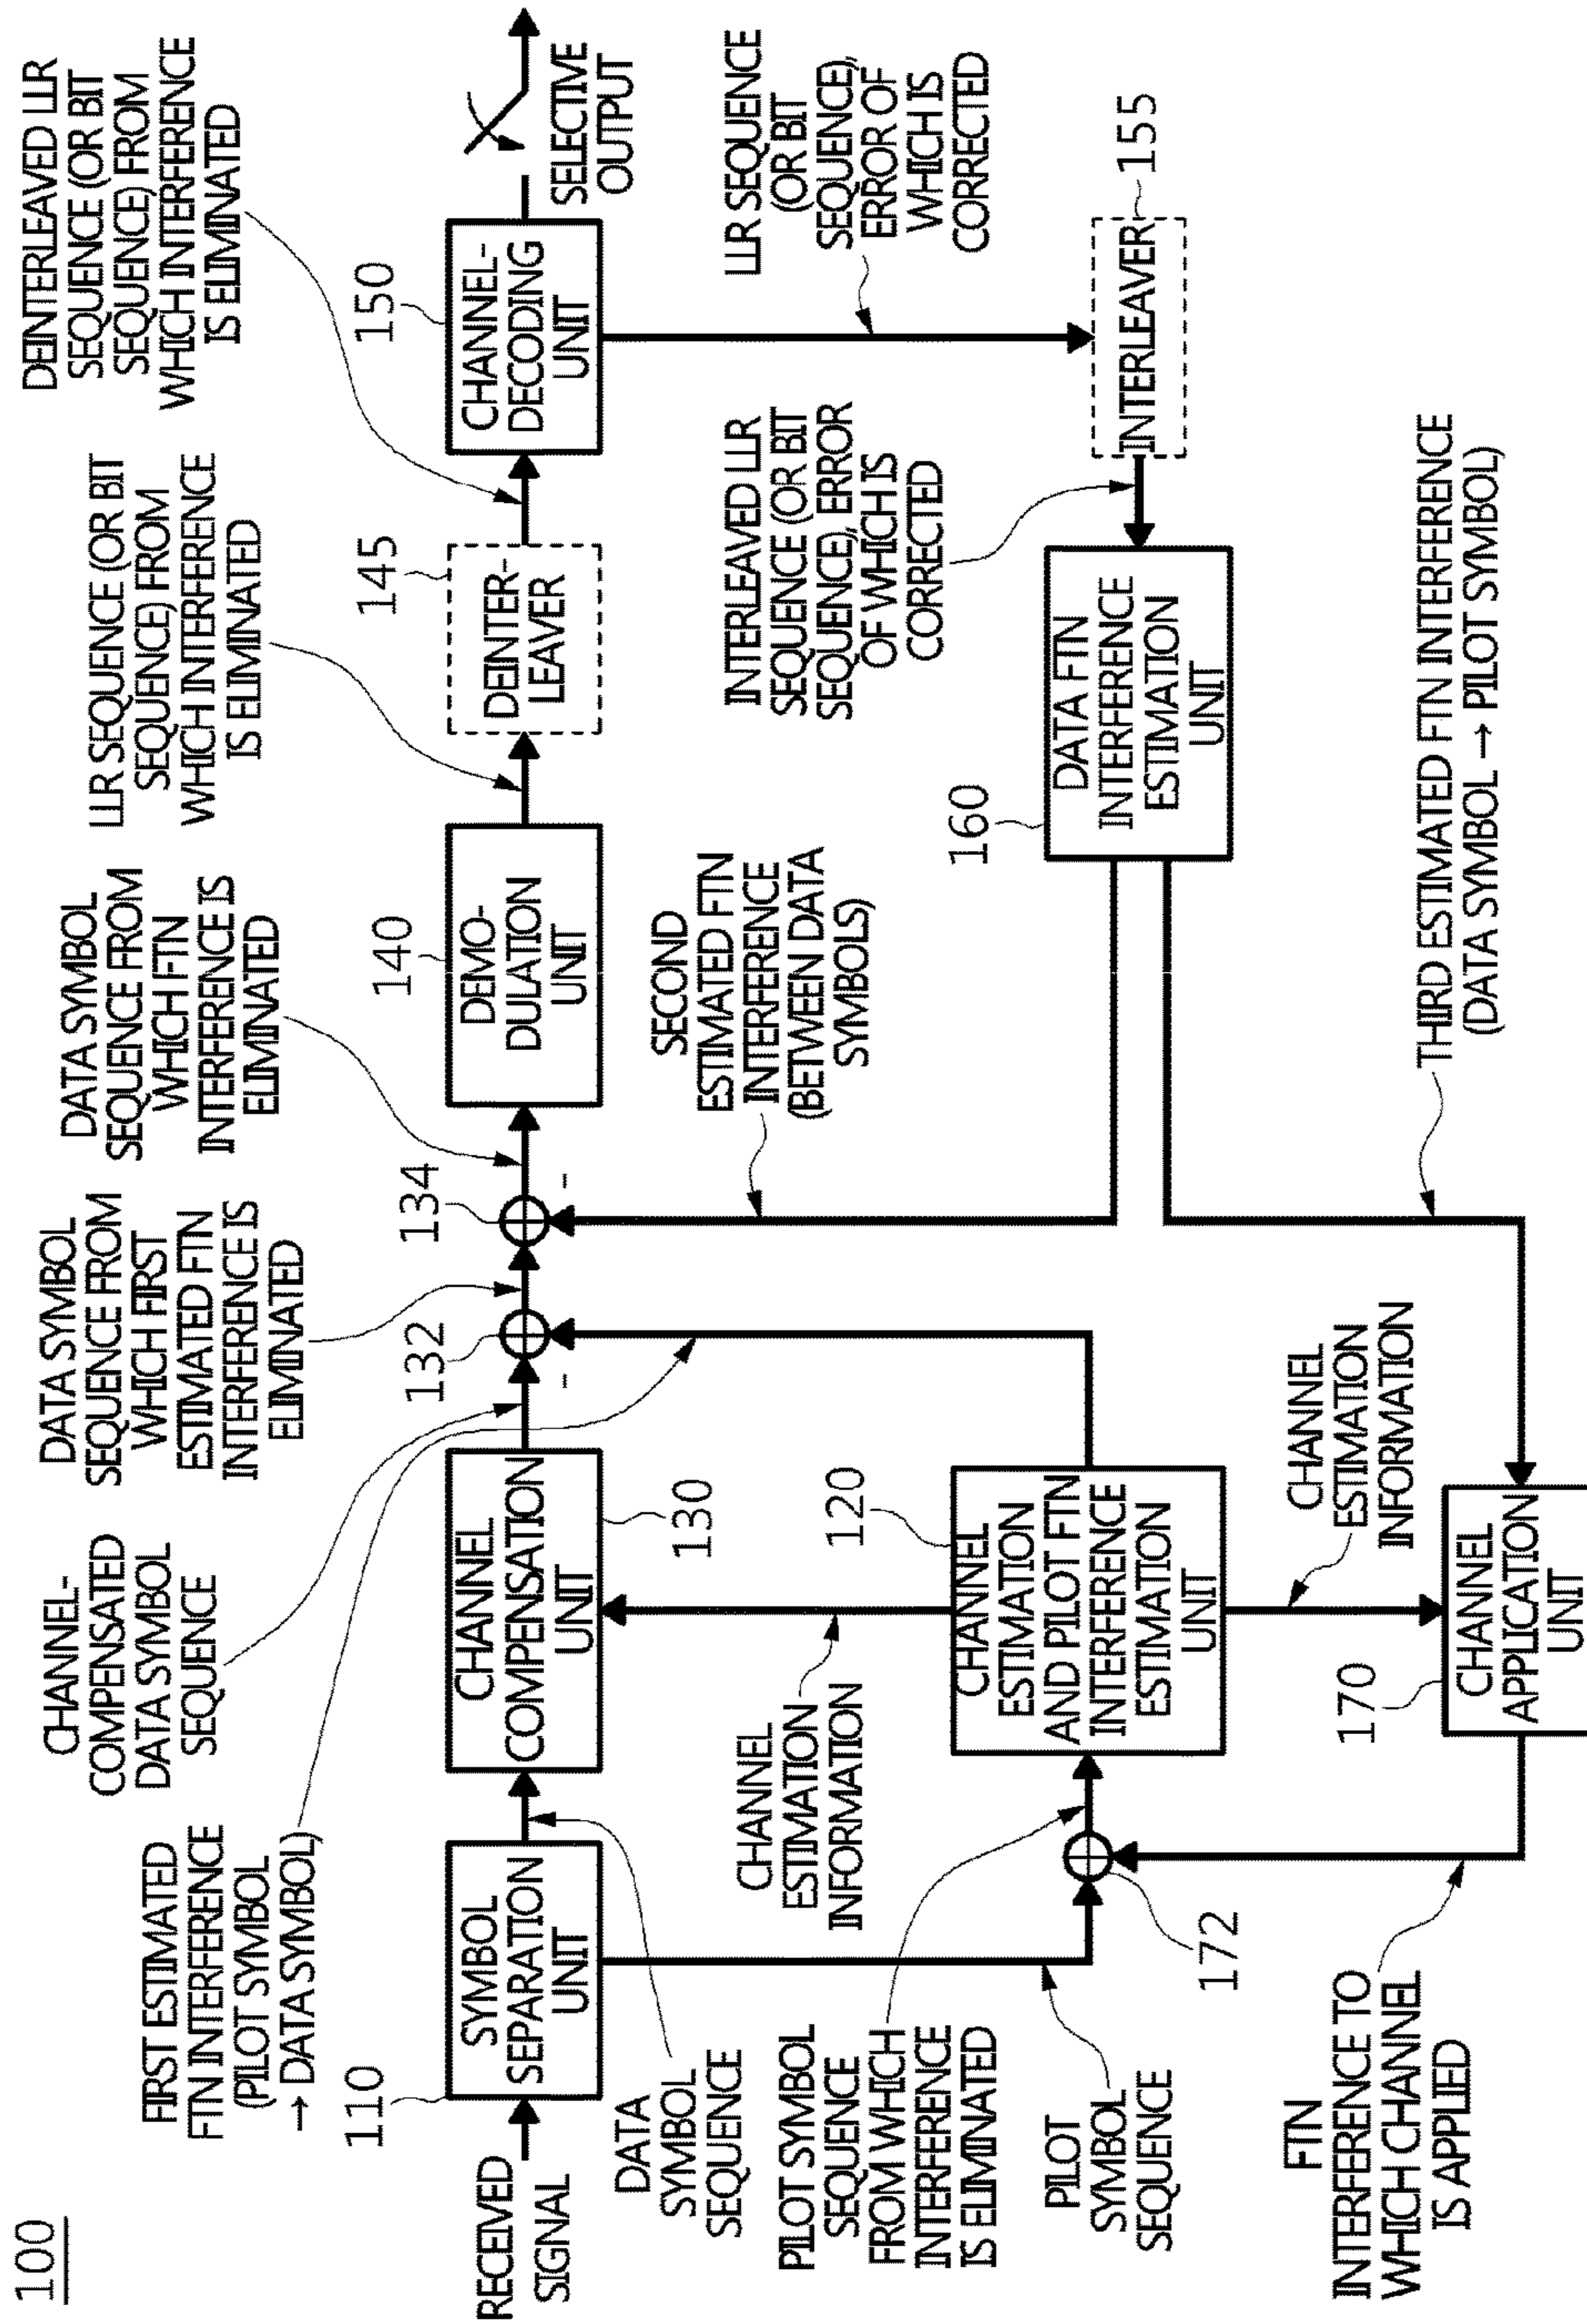 100
RECEIVED
SIGNAL
110
SYMBOL
SEPARATION
UNIT
FIRST ESTIMATED
FTN INTERFERENCE
(PILOT SYMBOL
→ DATA SYMBOL)
CHANNEL-
COMPENSATED
DATA SYMBOL
SEQUENCE
DATA SYMBOL
SEQUENCE FROM
WHICH FIRST
ESTIMATED FTN
INTERFERENCE IS
ELIMINATED
DATA SYMBOL
SEQUENCE FROM
WHICH FTN
INTERFERENCE IS
ELIMINATED
LLR SEQUENCE (OR BIT
SEQUENCE) FROM
WHICH INTERFERENCE
IS ELIMINATED
DEINTERLEAVED LLR
SEQUENCE (OR BIT
SEQUENCE) FROM
WHICH INTERFERENCE
IS ELIMINATED
CHANNEL
COMPENSATION
UNIT
130
132
-
134
-
140
DEMO-
DULATION
UNIT
145
DEINTER-
LEAVER
150
CHANNEL-
DECODING
UNIT
SELECTIVE
OUTPUT
DATA
SYMBOL
SEQUENCE
CHANNEL
ESTIMATION
INFORMATION
SECOND
ESTIMATED FTN
INTERFERENCE
(BETWEEN DATA
SYMBOLS)
INTERLEAVED LLR
SEQUENCE (OR BIT
SEQUENCE), ERROR
OF WHICH IS
CORRECTED
LLR SEQUENCE
(OR BIT
SEQUENCE),
ERROR OF
WHICH IS
CORRECTED
PILOT SYMBOL
SEQUENCE
FROM WHICH
INTERFERENCE
IS ELIMINATED
120
CHANNEL
ESTIMATION
AND PILOT FTN
INTERFERENCE
ESTIMATION
UNIT
160
DATA FTN
INTERFERENCE
ESTIMATION
UNIT
INTERLEAVER
155
PILOT
SYMBOL
SEQUENCE
172
CHANNEL
ESTIMATION
INFORMATION
FTN
INTERFERENCE TO
WHICH CHANNEL
IS APPLIED
170
CHANNEL
APPLICATION
UNIT
THIRD ESTIMATED FTN INTERFERENCE
(DATA SYMBOL → PILOT SYMBOL)